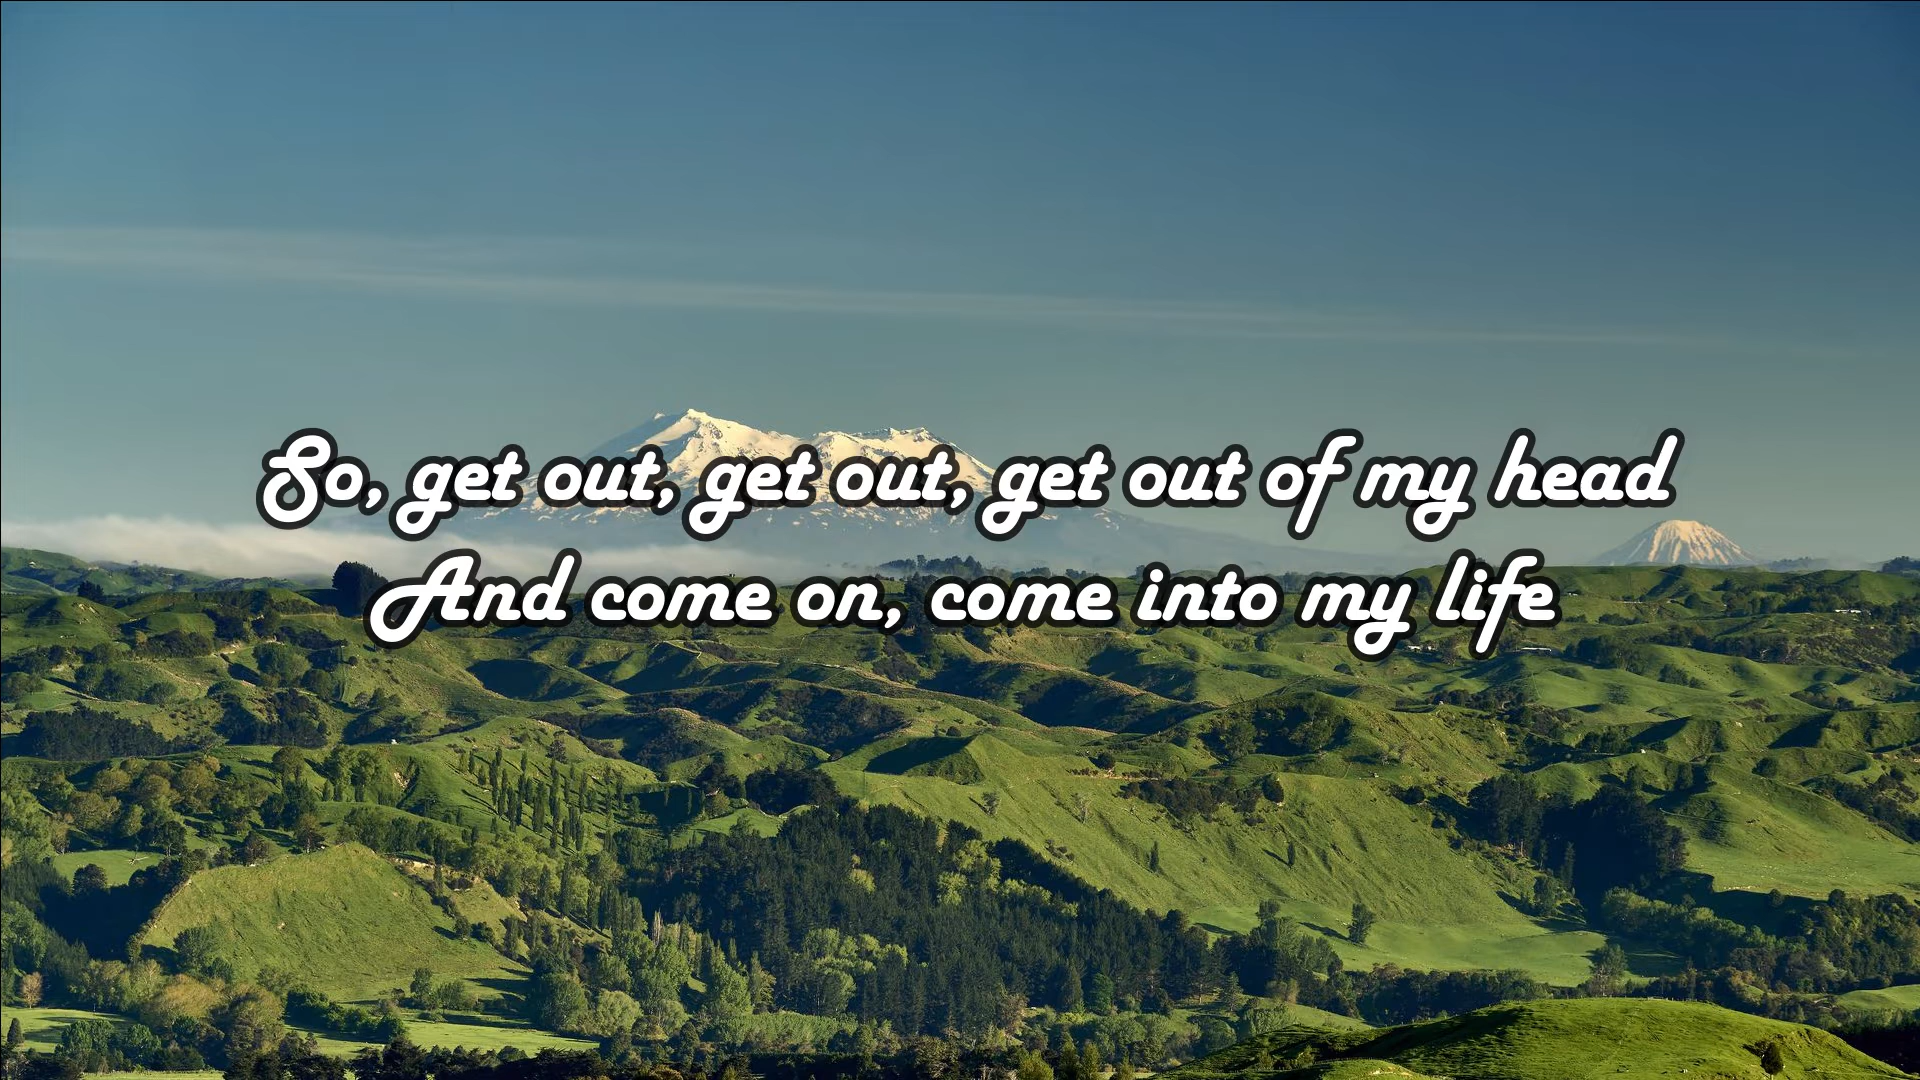 So, get out, get out, get out of my head
And come on, come into my life